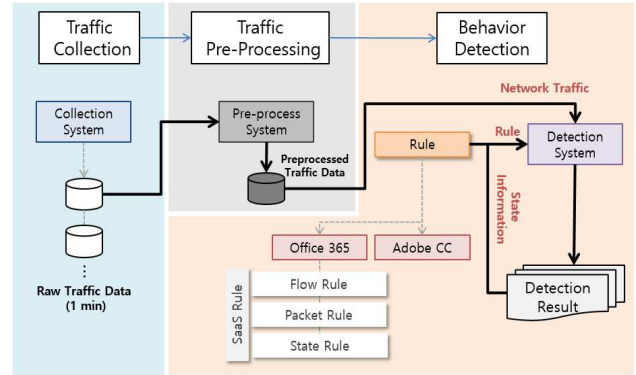 Traffic
Collection
Traffic
Pre-Processing
Behavior
Detection
Network Traffic
Collection
System
Pre-process
System
Rule
Rule
Detection
System
Preprocessed
Traffic Data
State
Information
Office 365
Adobe CC
Raw Traffic Data
(1 min)
SaaS Rule
Flow Rule
Packet Rule
State Rule
Detection
Result